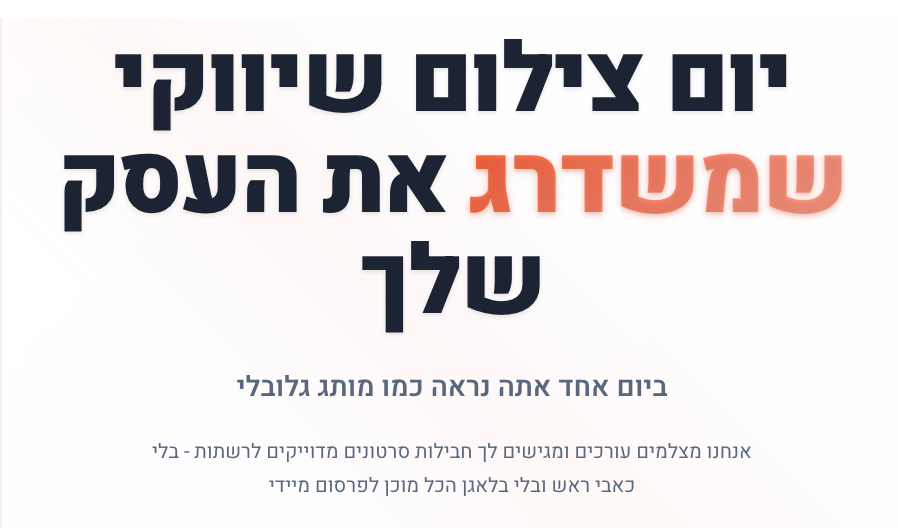 יום צילום שיווקי
שמשדרג את העסק
שלך
ביום אחד אתה נראה כמו מותג גלובלי
אנחנו מצלמים עורכים ומגישים לך חבילות סרטונים מדוייקים לרשתות - בלי
כאבי ראש ובלי בלאגן הכל מוכן לפרסום מיידי